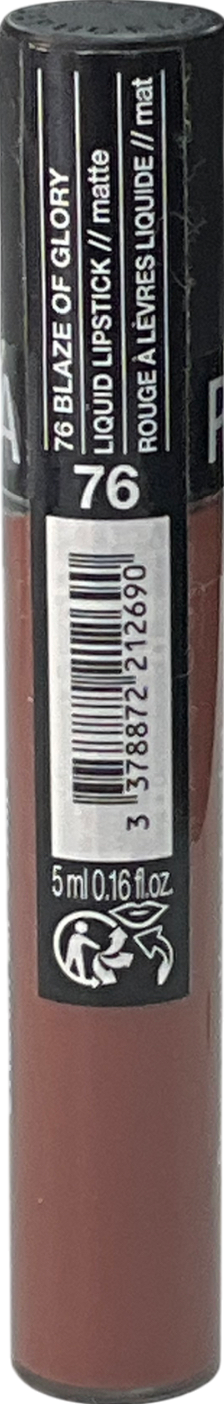 76 BLAZE OF GLORY
LIQUID LIPSTICK // matte
ROUGE À LÈVRES LIQUIDE // mat
76
3 378872 212690
5 ml 0.16 fl.oz.